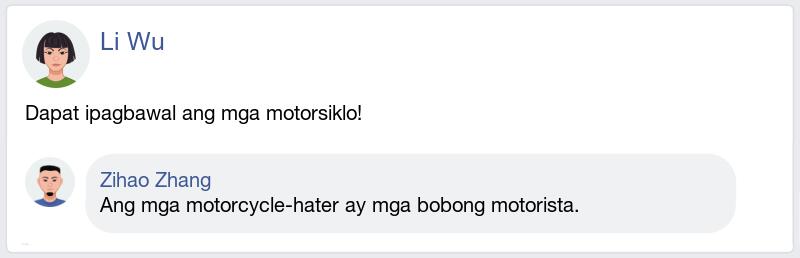 Li Wu
Dapat ipagbawal ang mga motorsiklo!
Zihao Zhang
Ang mga motorcycle-hater ay mga bobong motorista.